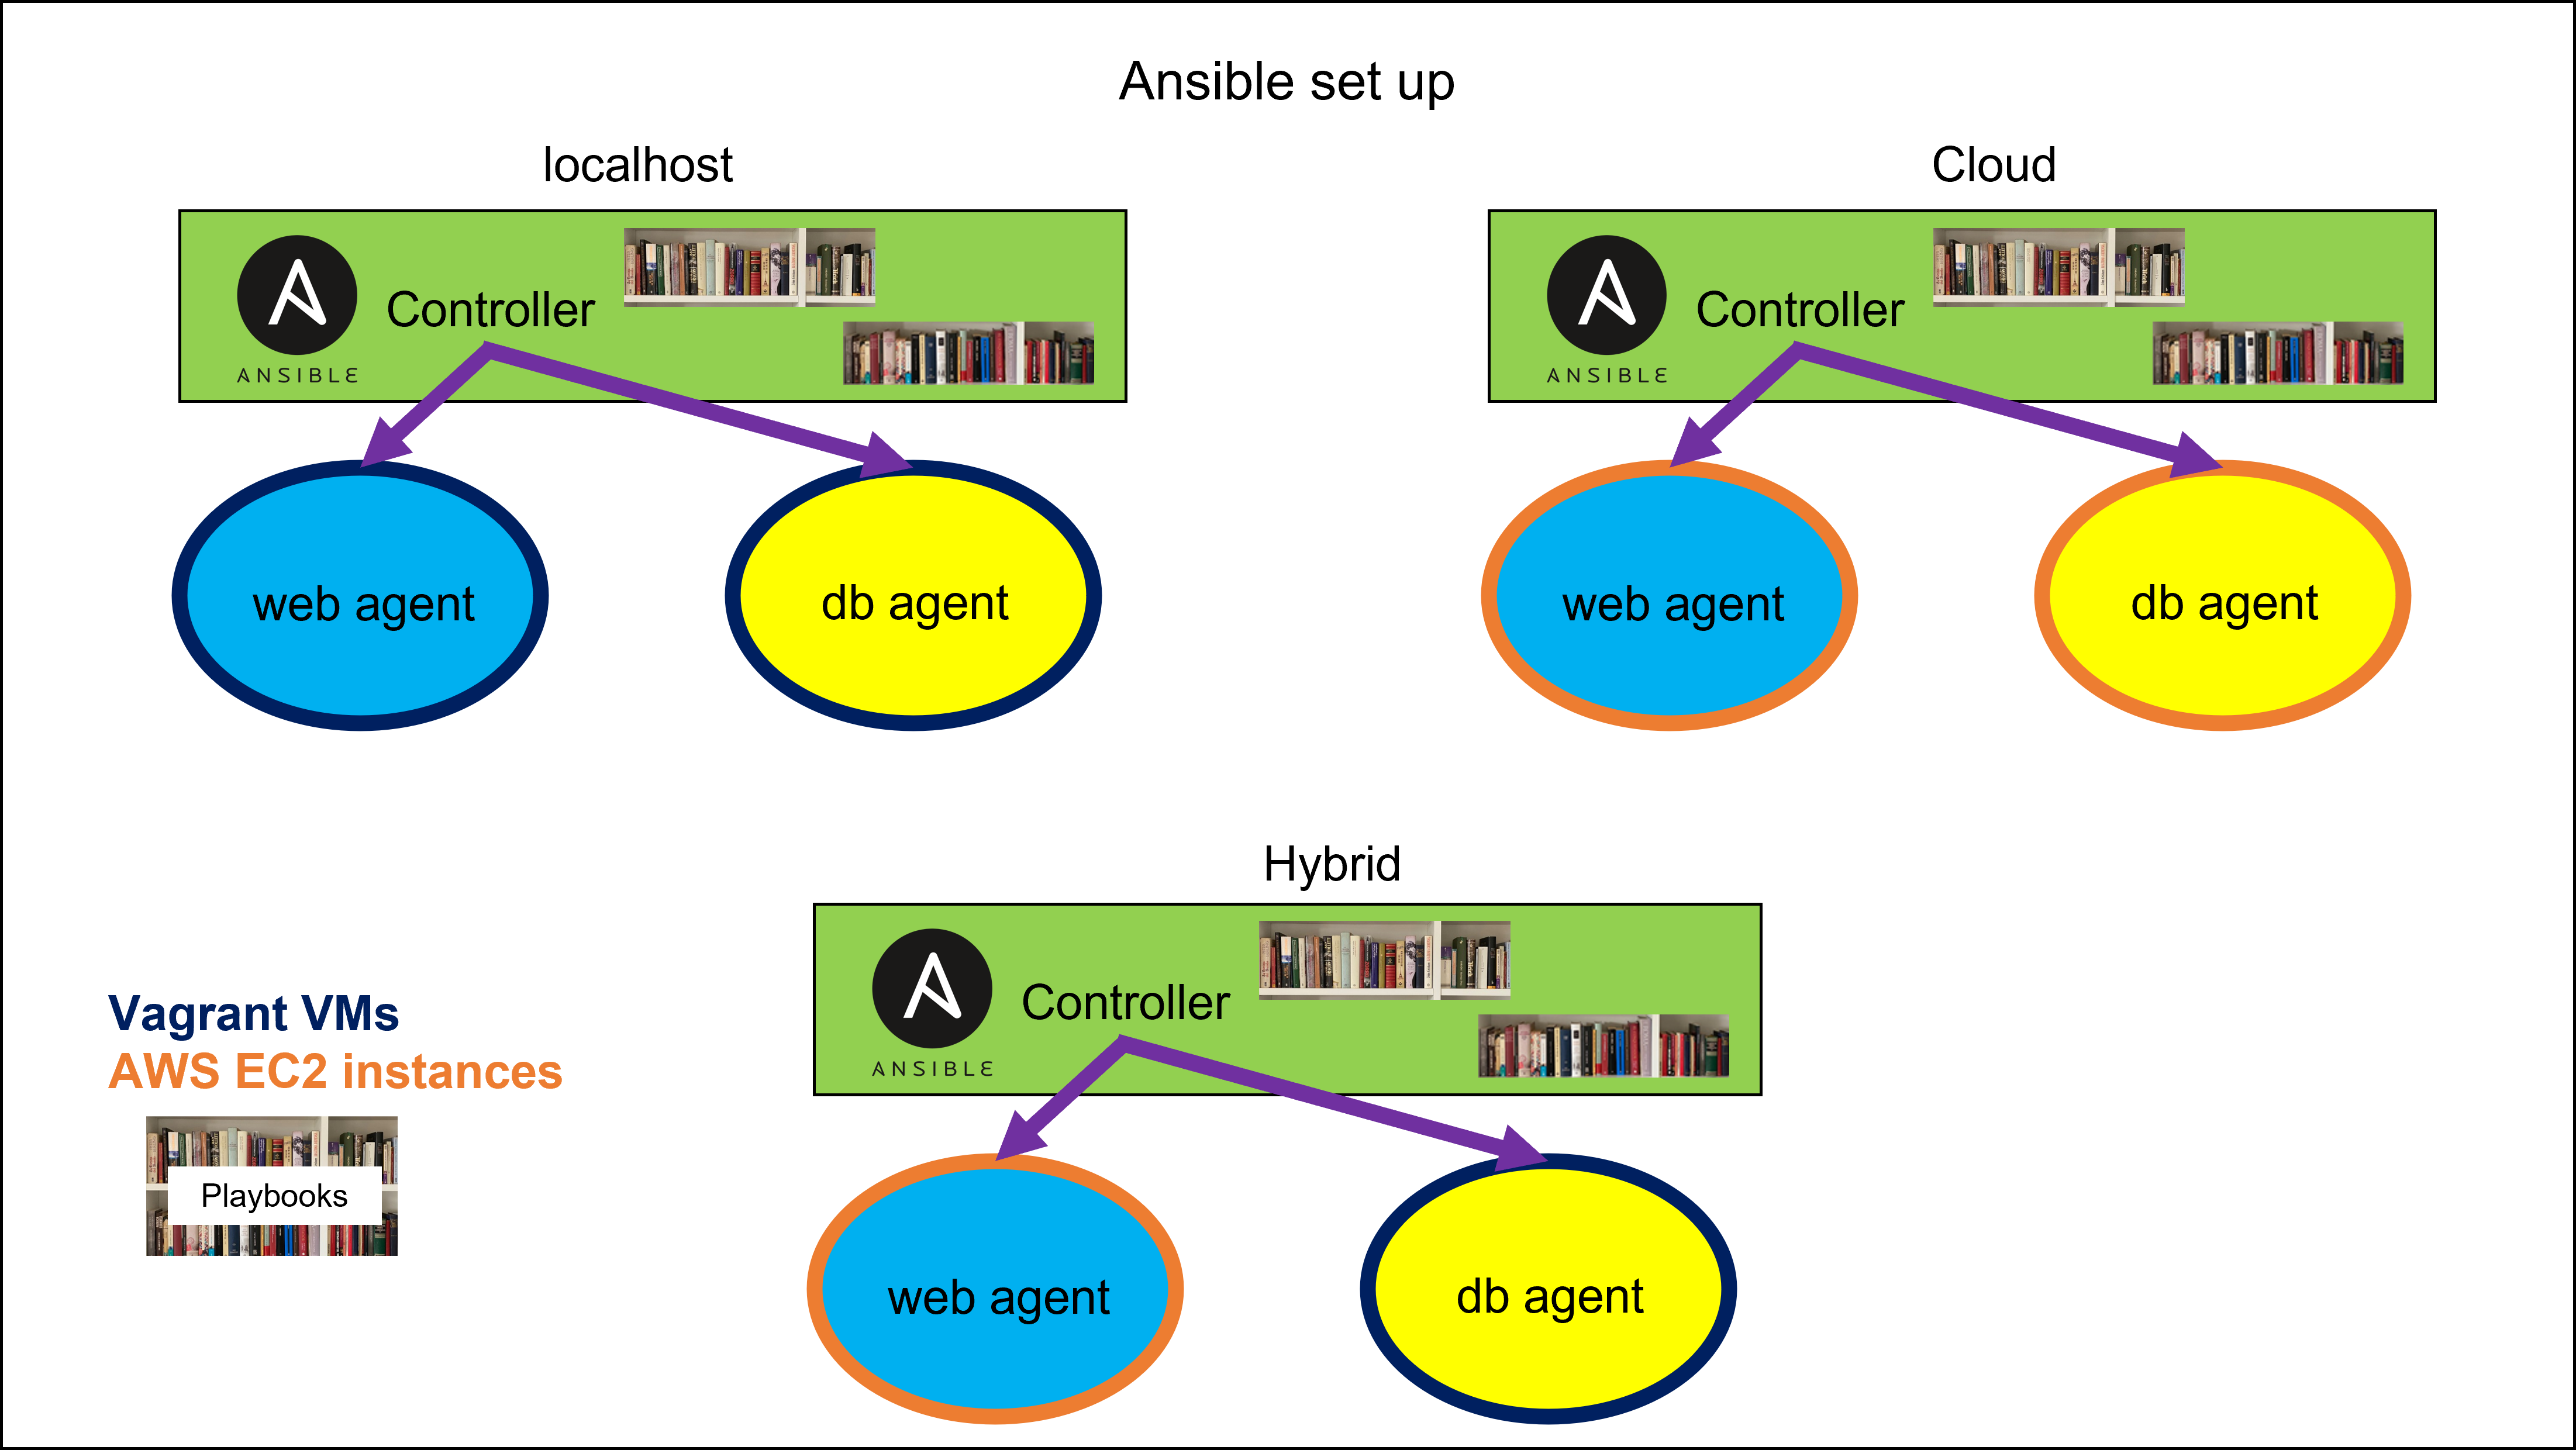 Ansible set up
localhost
Cloud
Controller
ANSIBLE
web agent
db agent
Controller
ANSIBLE
web agent
db agent
Hybrid
Controller
ANSIBLE
web agent
db agent
Vagrant VMs
AWS EC2 instances
Playbooks